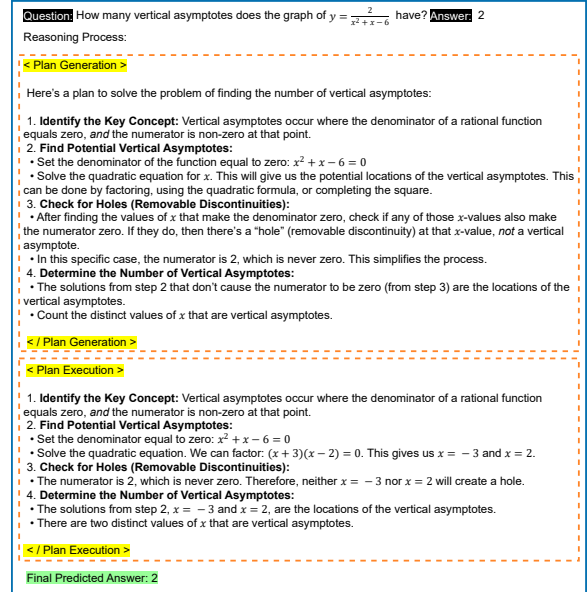 Question: How many vertical asymptotes does the graph of y = 2/(x² + x − 6) have? Answer: 2
Reasoning Process:
< Plan Generation >
Here's a plan to solve the problem of finding the number of vertical asymptotes:
1. Identify the Key Concept: Vertical asymptotes occur where the denominator of a rational function
equals zero, and the numerator is non-zero at that point.
2. Find Potential Vertical Asymptotes:
• Set the denominator of the function equal to zero: x² + x − 6 = 0
• Solve the quadratic equation for x. This will give us the potential locations of the vertical asymptotes. This
can be done by factoring, using the quadratic formula, or completing the square.
3. Check for Holes (Removable Discontinuities):
• After finding the values of x that make the denominator zero, check if any of those x-values also make
the numerator zero. If they do, then there's a “hole” (removable discontinuity) at that x-value, not a vertical
asymptote.
• In this specific case, the numerator is 2, which is never zero. This simplifies the process.
4. Determine the Number of Vertical Asymptotes:
• The solutions from step 2 that don't cause the numerator to be zero (from step 3) are the locations of the
vertical asymptotes.
• Count the distinct values of x that are vertical asymptotes.
< / Plan Generation >
< Plan Execution >
1. Identify the Key Concept: Vertical asymptotes occur where the denominator of a rational function
equals zero, and the numerator is non-zero at that point.
2. Find Potential Vertical Asymptotes:
• Set the denominator equal to zero: x² + x − 6 = 0
• Solve the quadratic equation. We can factor: (x + 3)(x − 2) = 0. This gives us x = − 3 and x = 2.
3. Check for Holes (Removable Discontinuities):
• The numerator is 2, which is never zero. Therefore, neither x = − 3 nor x = 2 will create a hole.
4. Determine the Number of Vertical Asymptotes:
• The solutions from step 2, x = − 3 and x = 2, are the locations of the vertical asymptotes.
• There are two distinct values of x that are vertical asymptotes.
< / Plan Execution >
Final Predicted Answer: 2